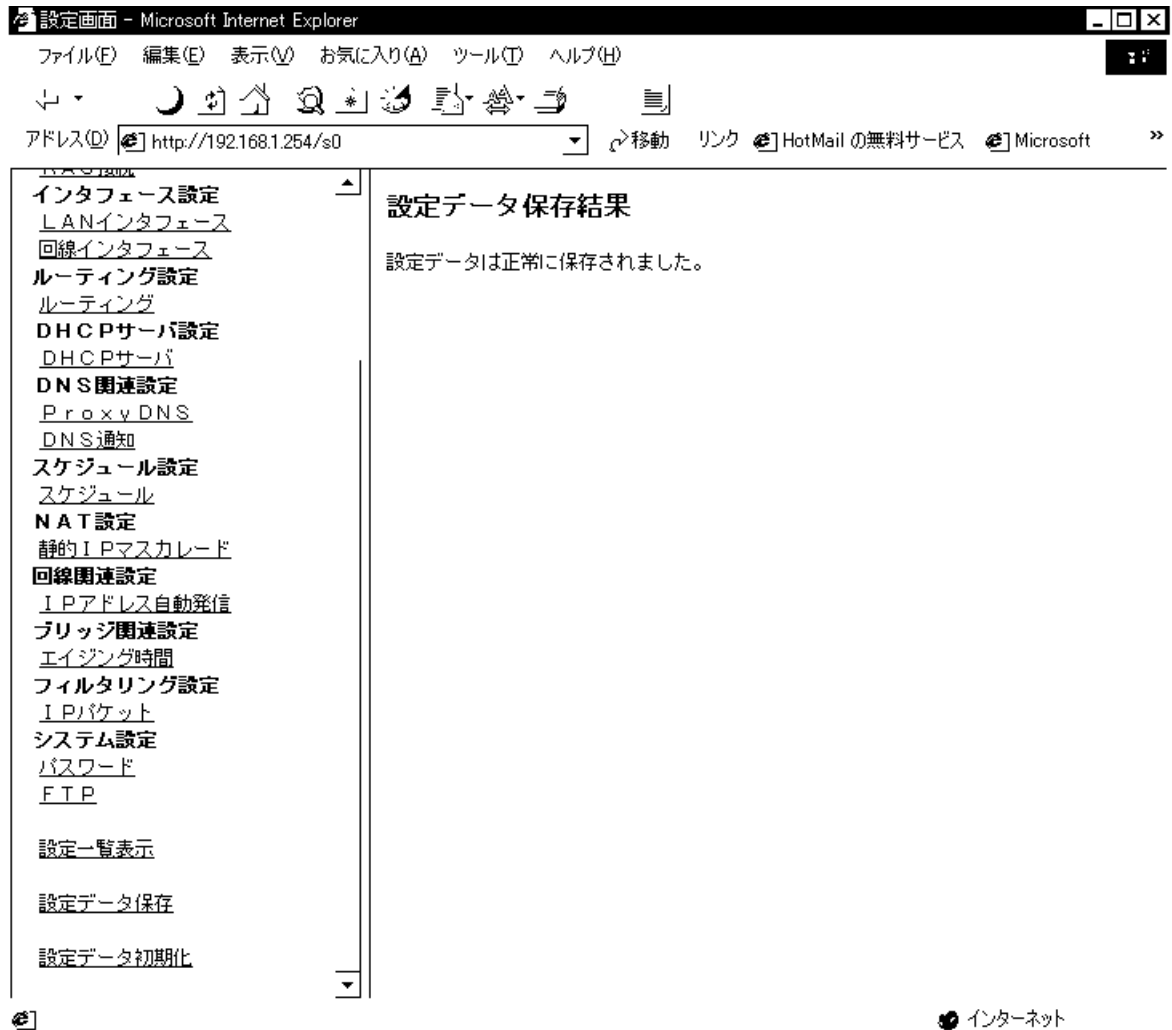 設定画面 - Microsoft Internet Explorer
ファイル(F) 編集(E) 表示(V) お気に入り(A) ツール(T) ヘルプ(H)
アドレス(D) http://192.168.1.254/s0 移動 リンク HotMail の無料サービス Microsoft »
インタフェース設定
ＬＡＮインタフェース
回線インタフェース
ルーティング設定
ルーティング
ＤＨＣＰサーバ設定
ＤＨＣＰサーバ
ＤＮＳ関連設定
ＰｒｏｘｙＤＮＳ
ＤＮＳ通知
スケジュール設定
スケジュール
ＮＡＴ設定
静的ＩＰマスカレード
回線関連設定
ＩＰアドレス自動発信
ブリッジ関連設定
エイジング時間
フィルタリング設定
ＩＰパケット
システム設定
パスワード
ＦＴＰ
設定一覧表示
設定データ保存
設定データ初期化
設定データ保存結果
設定データは正常に保存されました。
インターネット